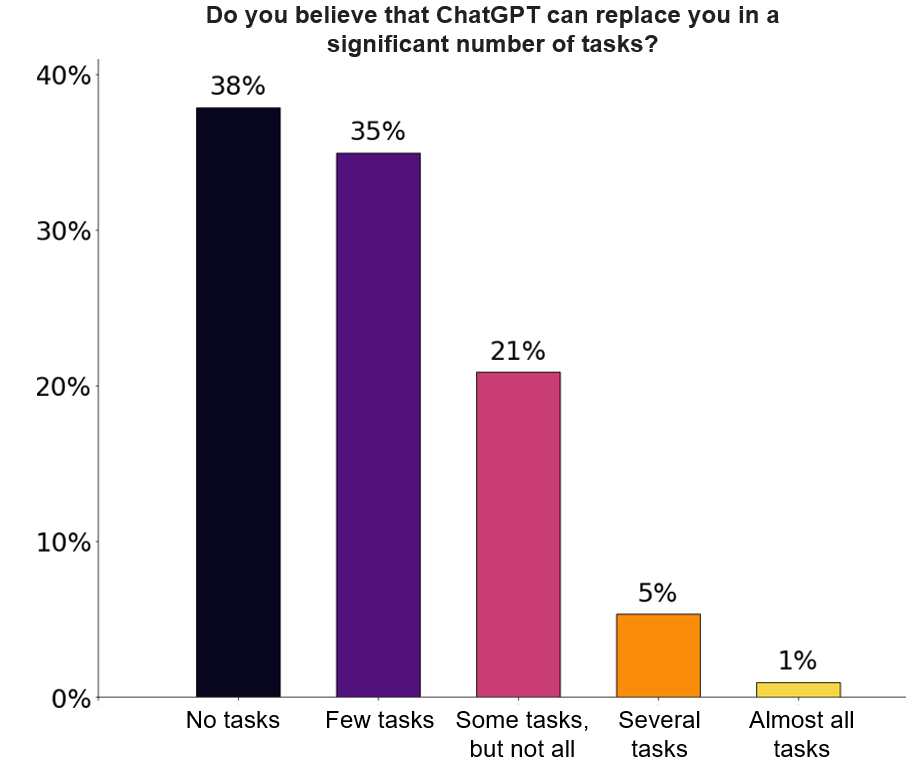 Do you believe that ChatGPT can replace you in a
significant number of tasks?
40%
38%
35%
30%
21%
20%
10%
5%
1%
0%
No tasks
Few tasks
Some tasks,
but not all
Several
tasks
Almost all
tasks